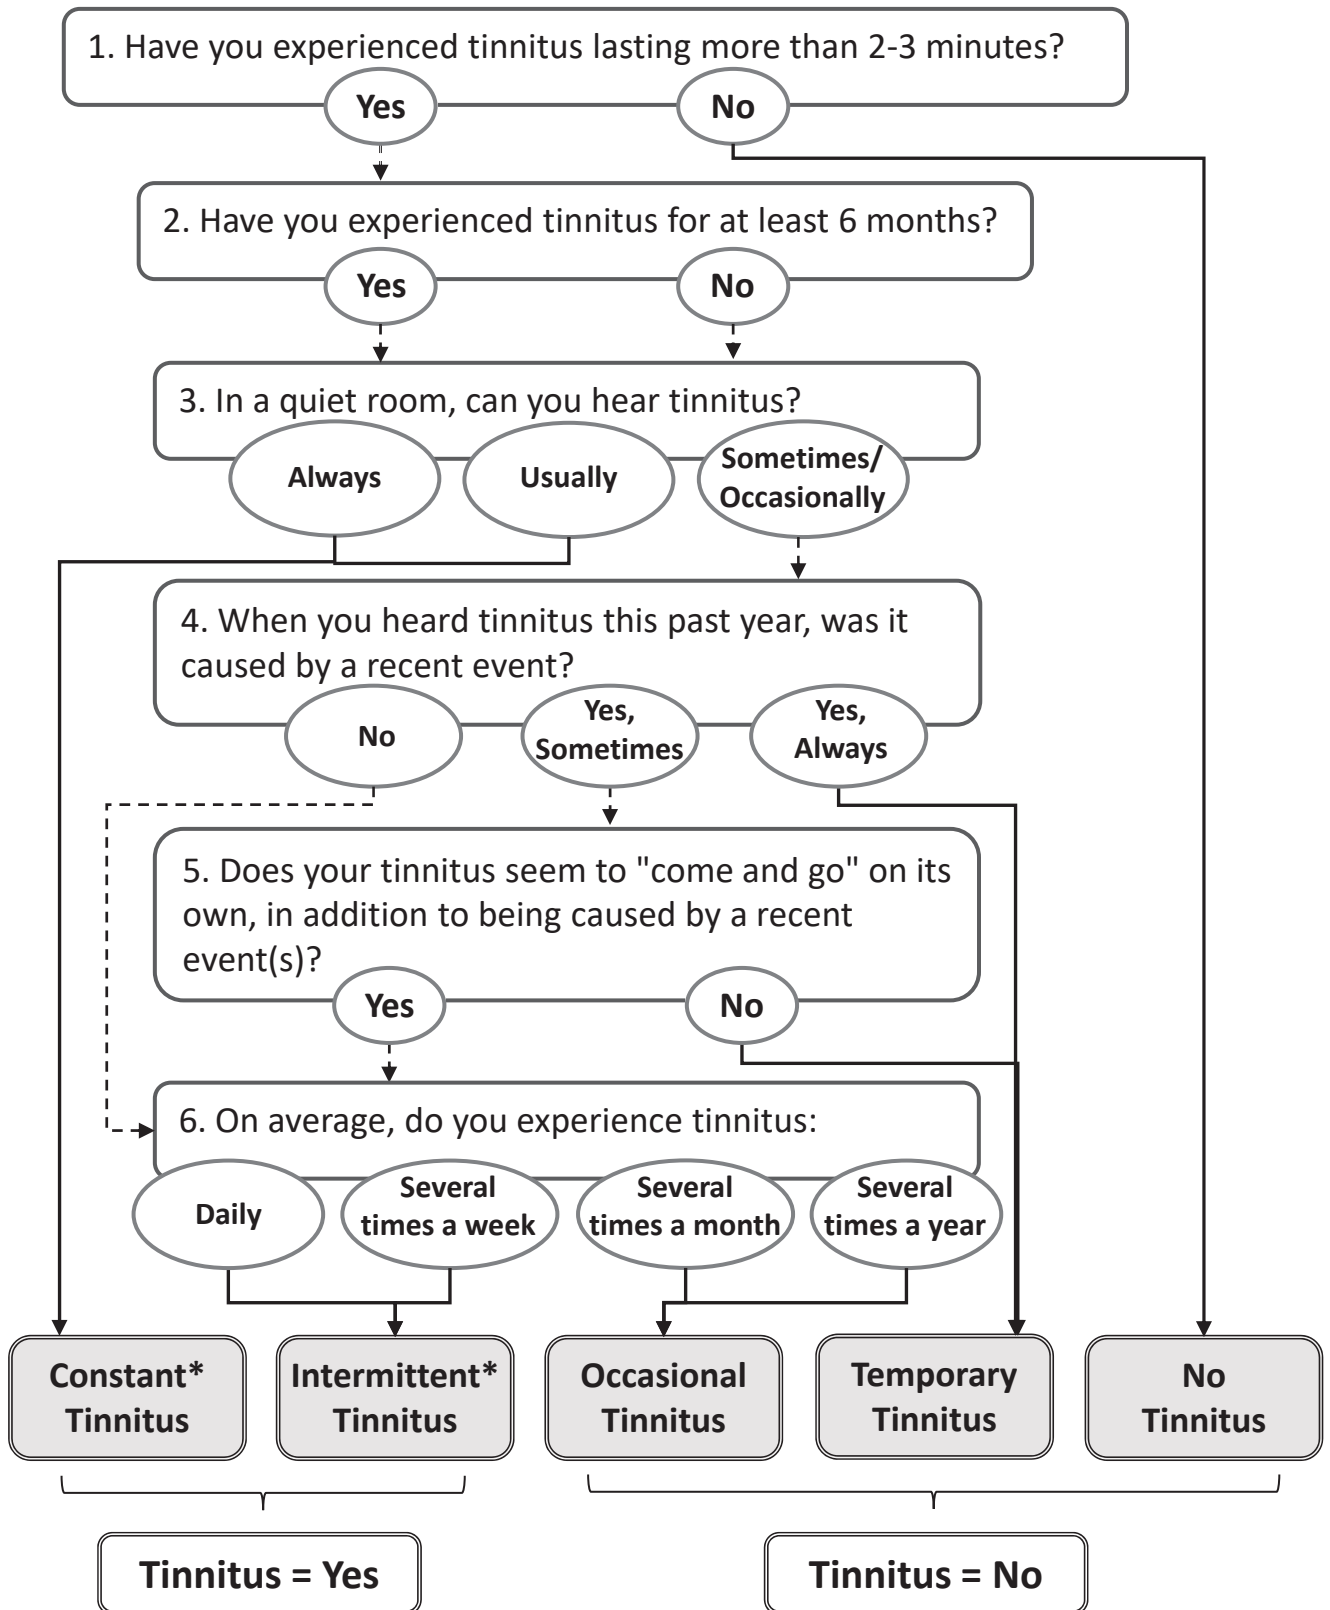 1. Have you experienced tinnitus lasting more than 2-3 minutes?
Yes
No
2. Have you experienced tinnitus for at least 6 months?
Yes
No
3. In a quiet room, can you hear tinnitus?
Always
Usually
Sometimes/
Occasionally
4. When you heard tinnitus this past year, was it
caused by a recent event?
No
Yes,
Sometimes
Yes,
Always
5. Does your tinnitus seem to "come and go" on its
own, in addition to being caused by a recent
event(s)?
Yes
No
6. On average, do you experience tinnitus:
Daily
Several
times a week
Several
times a month
Several
times a year
Constant*
Tinnitus
Intermittent*
Tinnitus
Occasional
Tinnitus
Temporary
Tinnitus
No
Tinnitus
Tinnitus = Yes
Tinnitus = No